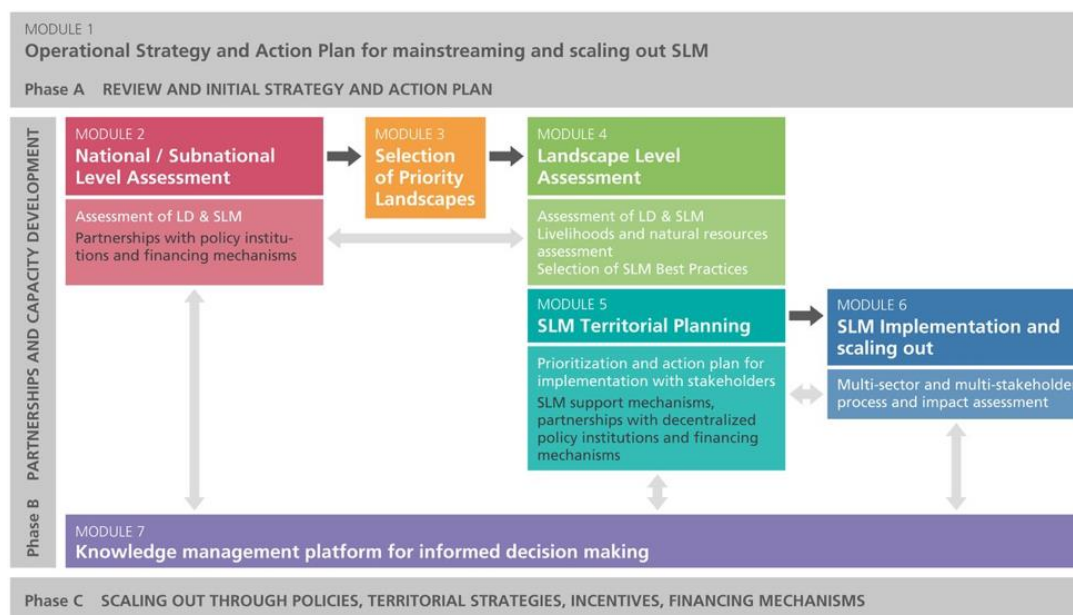 MODULE 1
Operational Strategy and Action Plan for mainstreaming and scaling out SLM
Phase A REVIEW AND INITIAL STRATEGY AND ACTION PLAN
Phase B PARTNERSHIPS AND CAPACITY DEVELOPMENT
MODULE 2
National / Subnational
Level Assessment
Assessment of LD & SLM
Partnerships with policy institu-
tions and financing mechanisms
MODULE 3
Selection
of Priority
Landscapes
MODULE 4
Landscape Level
Assessment
Assessment of LD & SLM
Livelihoods and natural resources
assessment
Selection of SLM Best Practices
MODULE 5
SLM Territorial Planning
Prioritization and action plan for
implementation with stakeholders
SLM support mechanisms,
partnerships with decentralized
policy institutions and financing
mechanisms
MODULE 6
SLM Implementation and
scaling out
Multi-sector and multi-stakeholder
process and impact assessment
MODULE 7
Knowledge management platform for informed decision making
Phase C SCALING OUT THROUGH POLICIES, TERRITORIAL STRATEGIES, INCENTIVES, FINANCING MECHANISMS